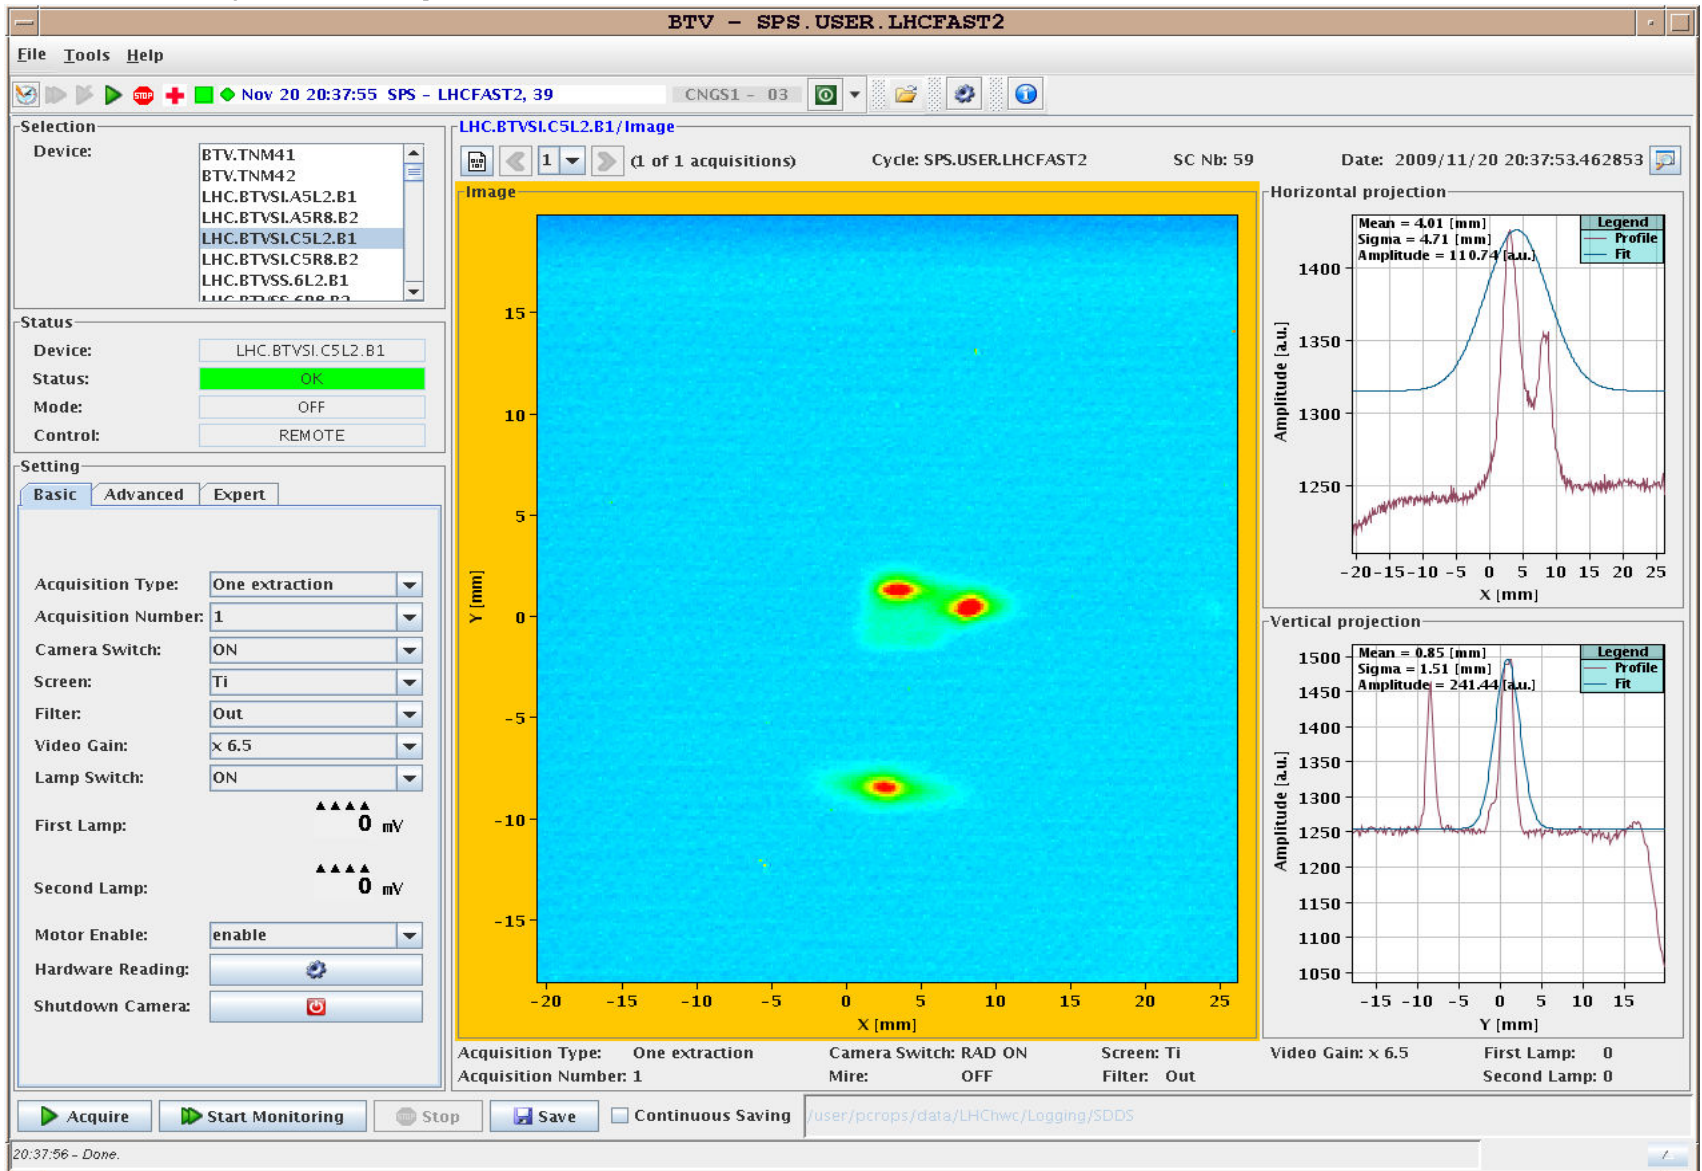 BTV - SPS.USER.LHCFAST2
File Tools Help
STOP Nov 20 20:37:55 SPS - LHCFAST2, 39 CNGS1 - 03
Selection
Device:
BTV.TNM41
BTV.TNM42
LHC.BTVSI.A5L2.B1
LHC.BTVSI.A5R8.B2
LHC.BTVSI.C5L2.B1
LHC.BTVSI.C5R8.B2
LHC.BTVSS.6L2.B1
Status
Device: LHC.BTVSI.C5L2.B1
Status: OK
Mode: OFF
Control: REMOTE
Setting
Basic Advanced Expert
Acquisition Type: One extraction
Acquisition Number: 1
Camera Switch: ON
Screen: Ti
Filter: Out
Video Gain: x 6.5
Lamp Switch: ON
First Lamp: 0 mV
Second Lamp: 0 mV
Motor Enable: enable
Hardware Reading:
Shutdown Camera:
LHC.BTVSI.C5L2.B1/Image
1 (1 of 1 acquisitions) Cycle: SPS.USER.LHCFAST2 SC Nb: 59 Date: 2009/11/20 20:37:53.462853
Image
15
10
5
0
-5
-10
-15
Y [mm]
-20 -15 -10 -5 0 5 10 15 20 25
X [mm]
Horizontal projection
Mean = 4.01 [mm]
Sigma = 4.71 [mm]
Amplitude = 110.74 [a.u.]
Legend
Profile
Fit
1400
1350
1300
1250
Amplitude [a.u.]
-20 -15 -10 -5 0 5 10 15 20 25
X [mm]
Vertical projection
Mean = 0.85 [mm]
Sigma = 1.51 [mm]
Amplitude = 241.44 [a.u.]
Legend
Profile
Fit
1500
1450
1400
1350
1300
1250
1200
1150
1100
1050
Amplitude [a.u.]
-15 -10 -5 0 5 10 15
Y [mm]
Acquisition Type: One extraction Camera Switch: RAD ON Screen: Ti Video Gain: x 6.5 First Lamp: 0
Acquisition Number: 1 Mire: OFF Filter: Out Second Lamp: 0
Acquire Start Monitoring Stop Save Continuous Saving /user/pcrops/data/LHChwc/Logging/SDDS
20:37:56 - Done.